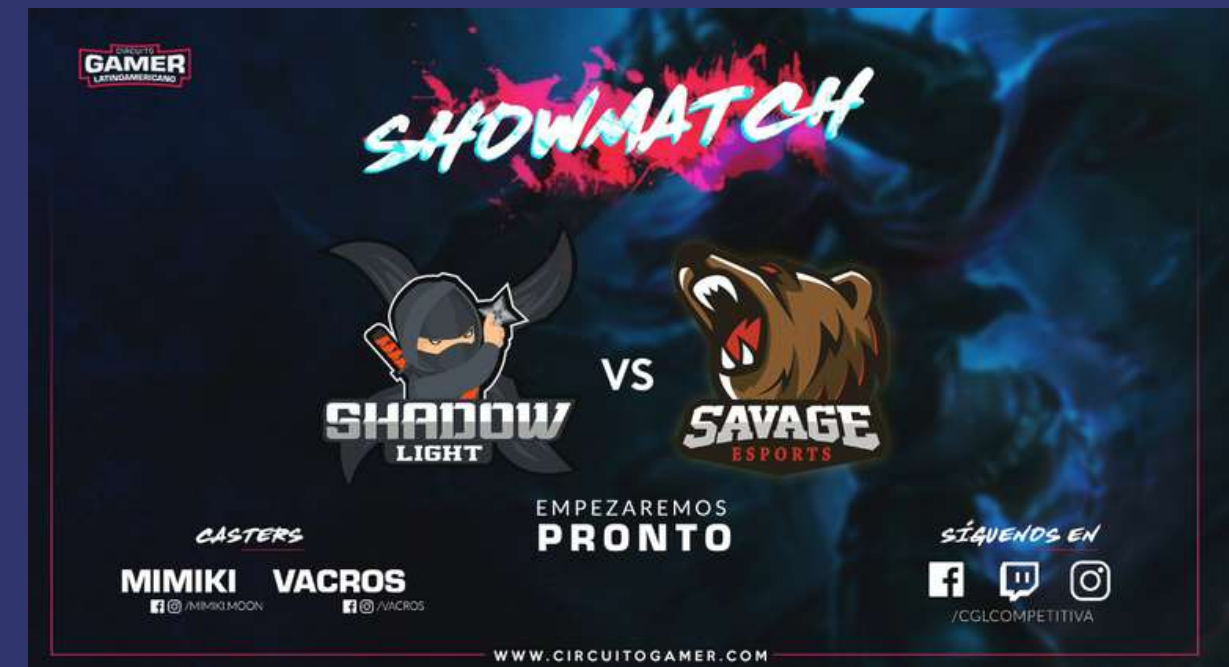 CIRCUITO
GAMER
LATINOAMERICANO
SHOWMATCH
SHADOW
LIGHT
VS
SAVAGE
ESPORTS
EMPEZAREMOS
PRONTO
CASTERS
MIMIKI
/MIMIKI.MOON
VACROS
/VACROS
SÍGUENOS EN
/CGLCOMPETITIVA
WWW.CIRCUITOGAMER.COM